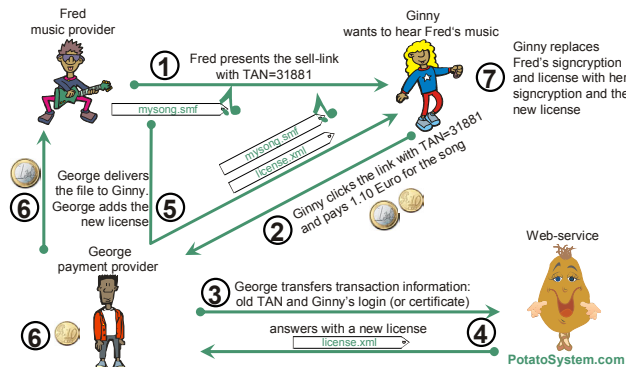 Fred
music provider
Ginny
wants to hear Fred's music
1
Fred presents the sell-link
with TAN=31881
mysong.smf
7
Ginny replaces
Fred's signcryption
and license with her
signcryption and the
new license
mysong.smf
license.xml
6
George delivers
the file to Ginny.
George adds the
new license
5
2
Ginny clicks the link with TAN=31881
and pays 1.10 Euro for the song
George
payment provider
Web-service
3
George transfers transaction information:
old TAN and Ginny's login (or certificate)
6
answers with a new license
license.xml
4
PotatoSystem.com